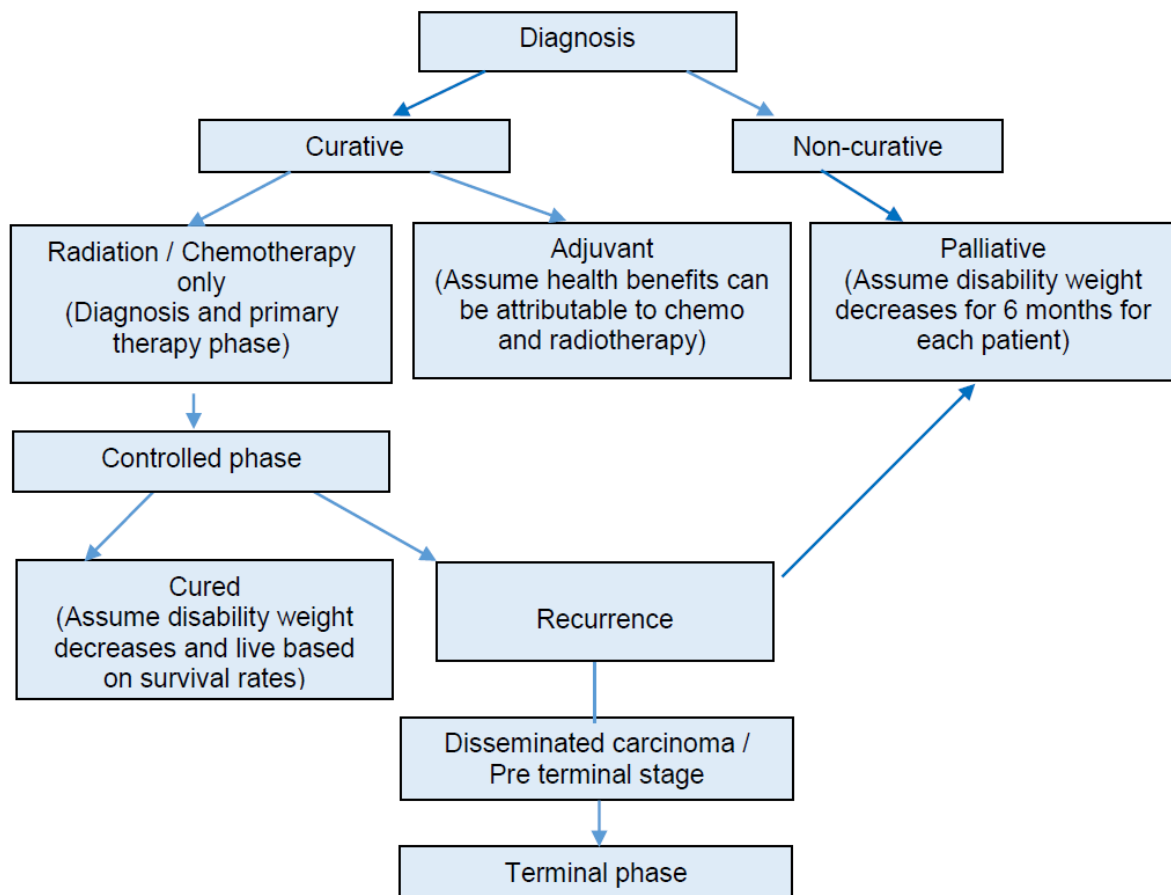 Diagnosis
Curative
Non-curative
Radiation / Chemotherapy
only
(Diagnosis and primary
therapy phase)
Adjuvant
(Assume health benefits can
be attributable to chemo
and radiotherapy)
Palliative
(Assume disability weight
decreases for 6 months for
each patient)
Controlled phase
Cured
(Assume disability weight
decreases and live based
on survival rates)
Recurrence
Disseminated carcinoma /
Pre terminal stage
Terminal phase